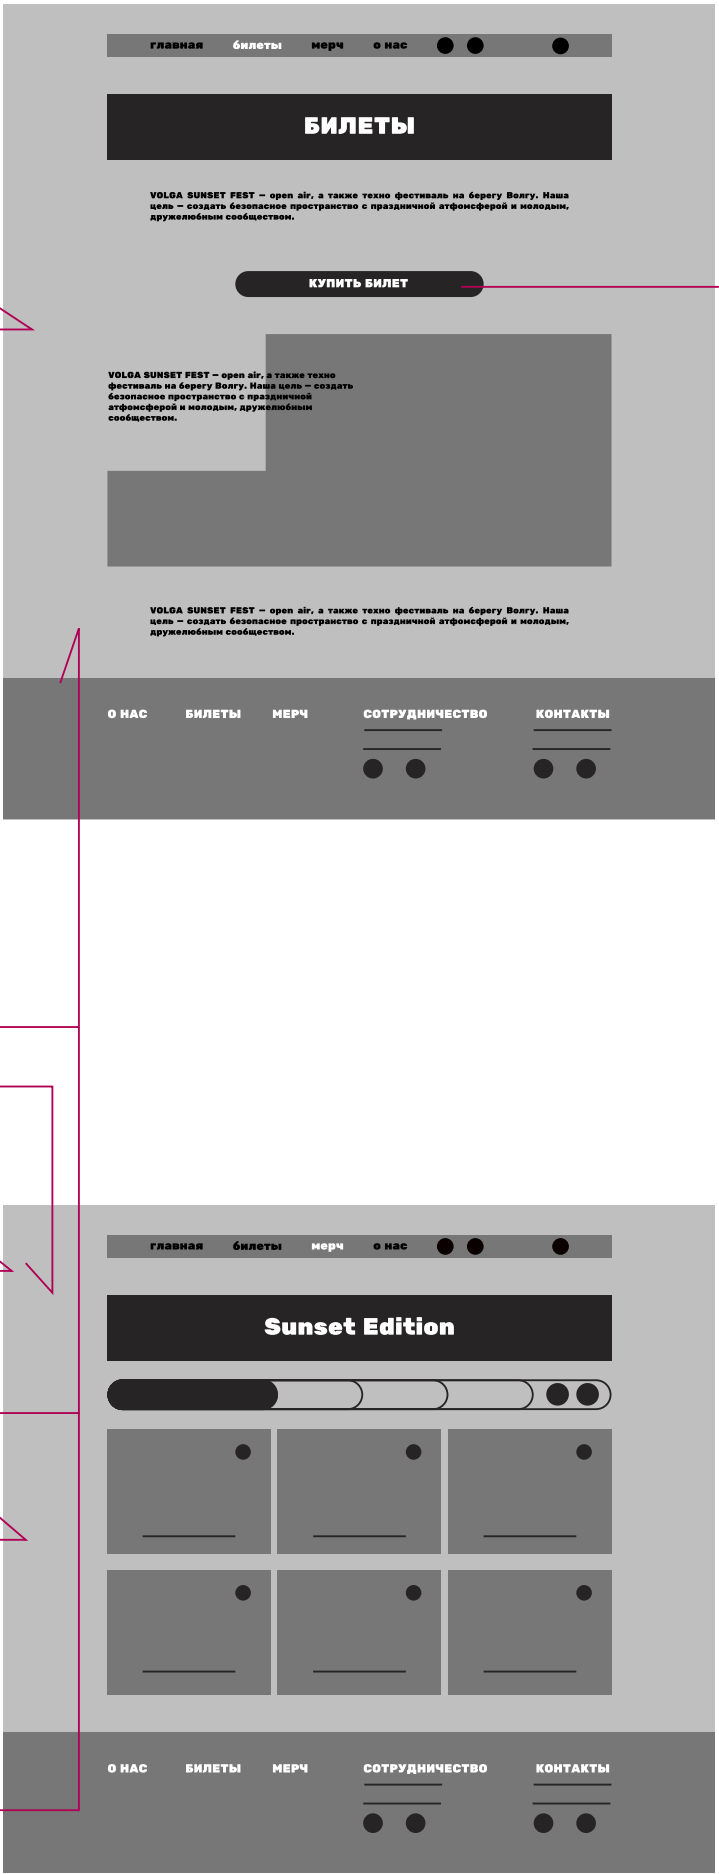 главная билеты мерч о нас
БИЛЕТЫ
VOLGA SUNSET FEST — open air, а также техно фестиваль на берегу Волгу. Наша
цель — создать безопасное пространство с праздничной атфомсферой и молодым,
дружелюбным сообществом.
КУПИТЬ БИЛЕТ
VOLGA SUNSET FEST — open air, а также техно
фестиваль на берегу Волгу. Наша цель — создать
безопасное пространство с праздничной
атфомсферой и молодым, дружелюбным
сообществом.
VOLGA SUNSET FEST — open air, а также техно фестиваль на берегу Волгу. Наша
цель — создать безопасное пространство с праздничной атфомсферой и молодым,
дружелюбным сообществом.
О НАС БИЛЕТЫ МЕРЧ СОТРУДНИЧЕСТВО КОНТАКТЫ
главная билеты мерч о нас
Sunset Edition
О НАС БИЛЕТЫ МЕРЧ СОТРУДНИЧЕСТВО КОНТАКТЫ